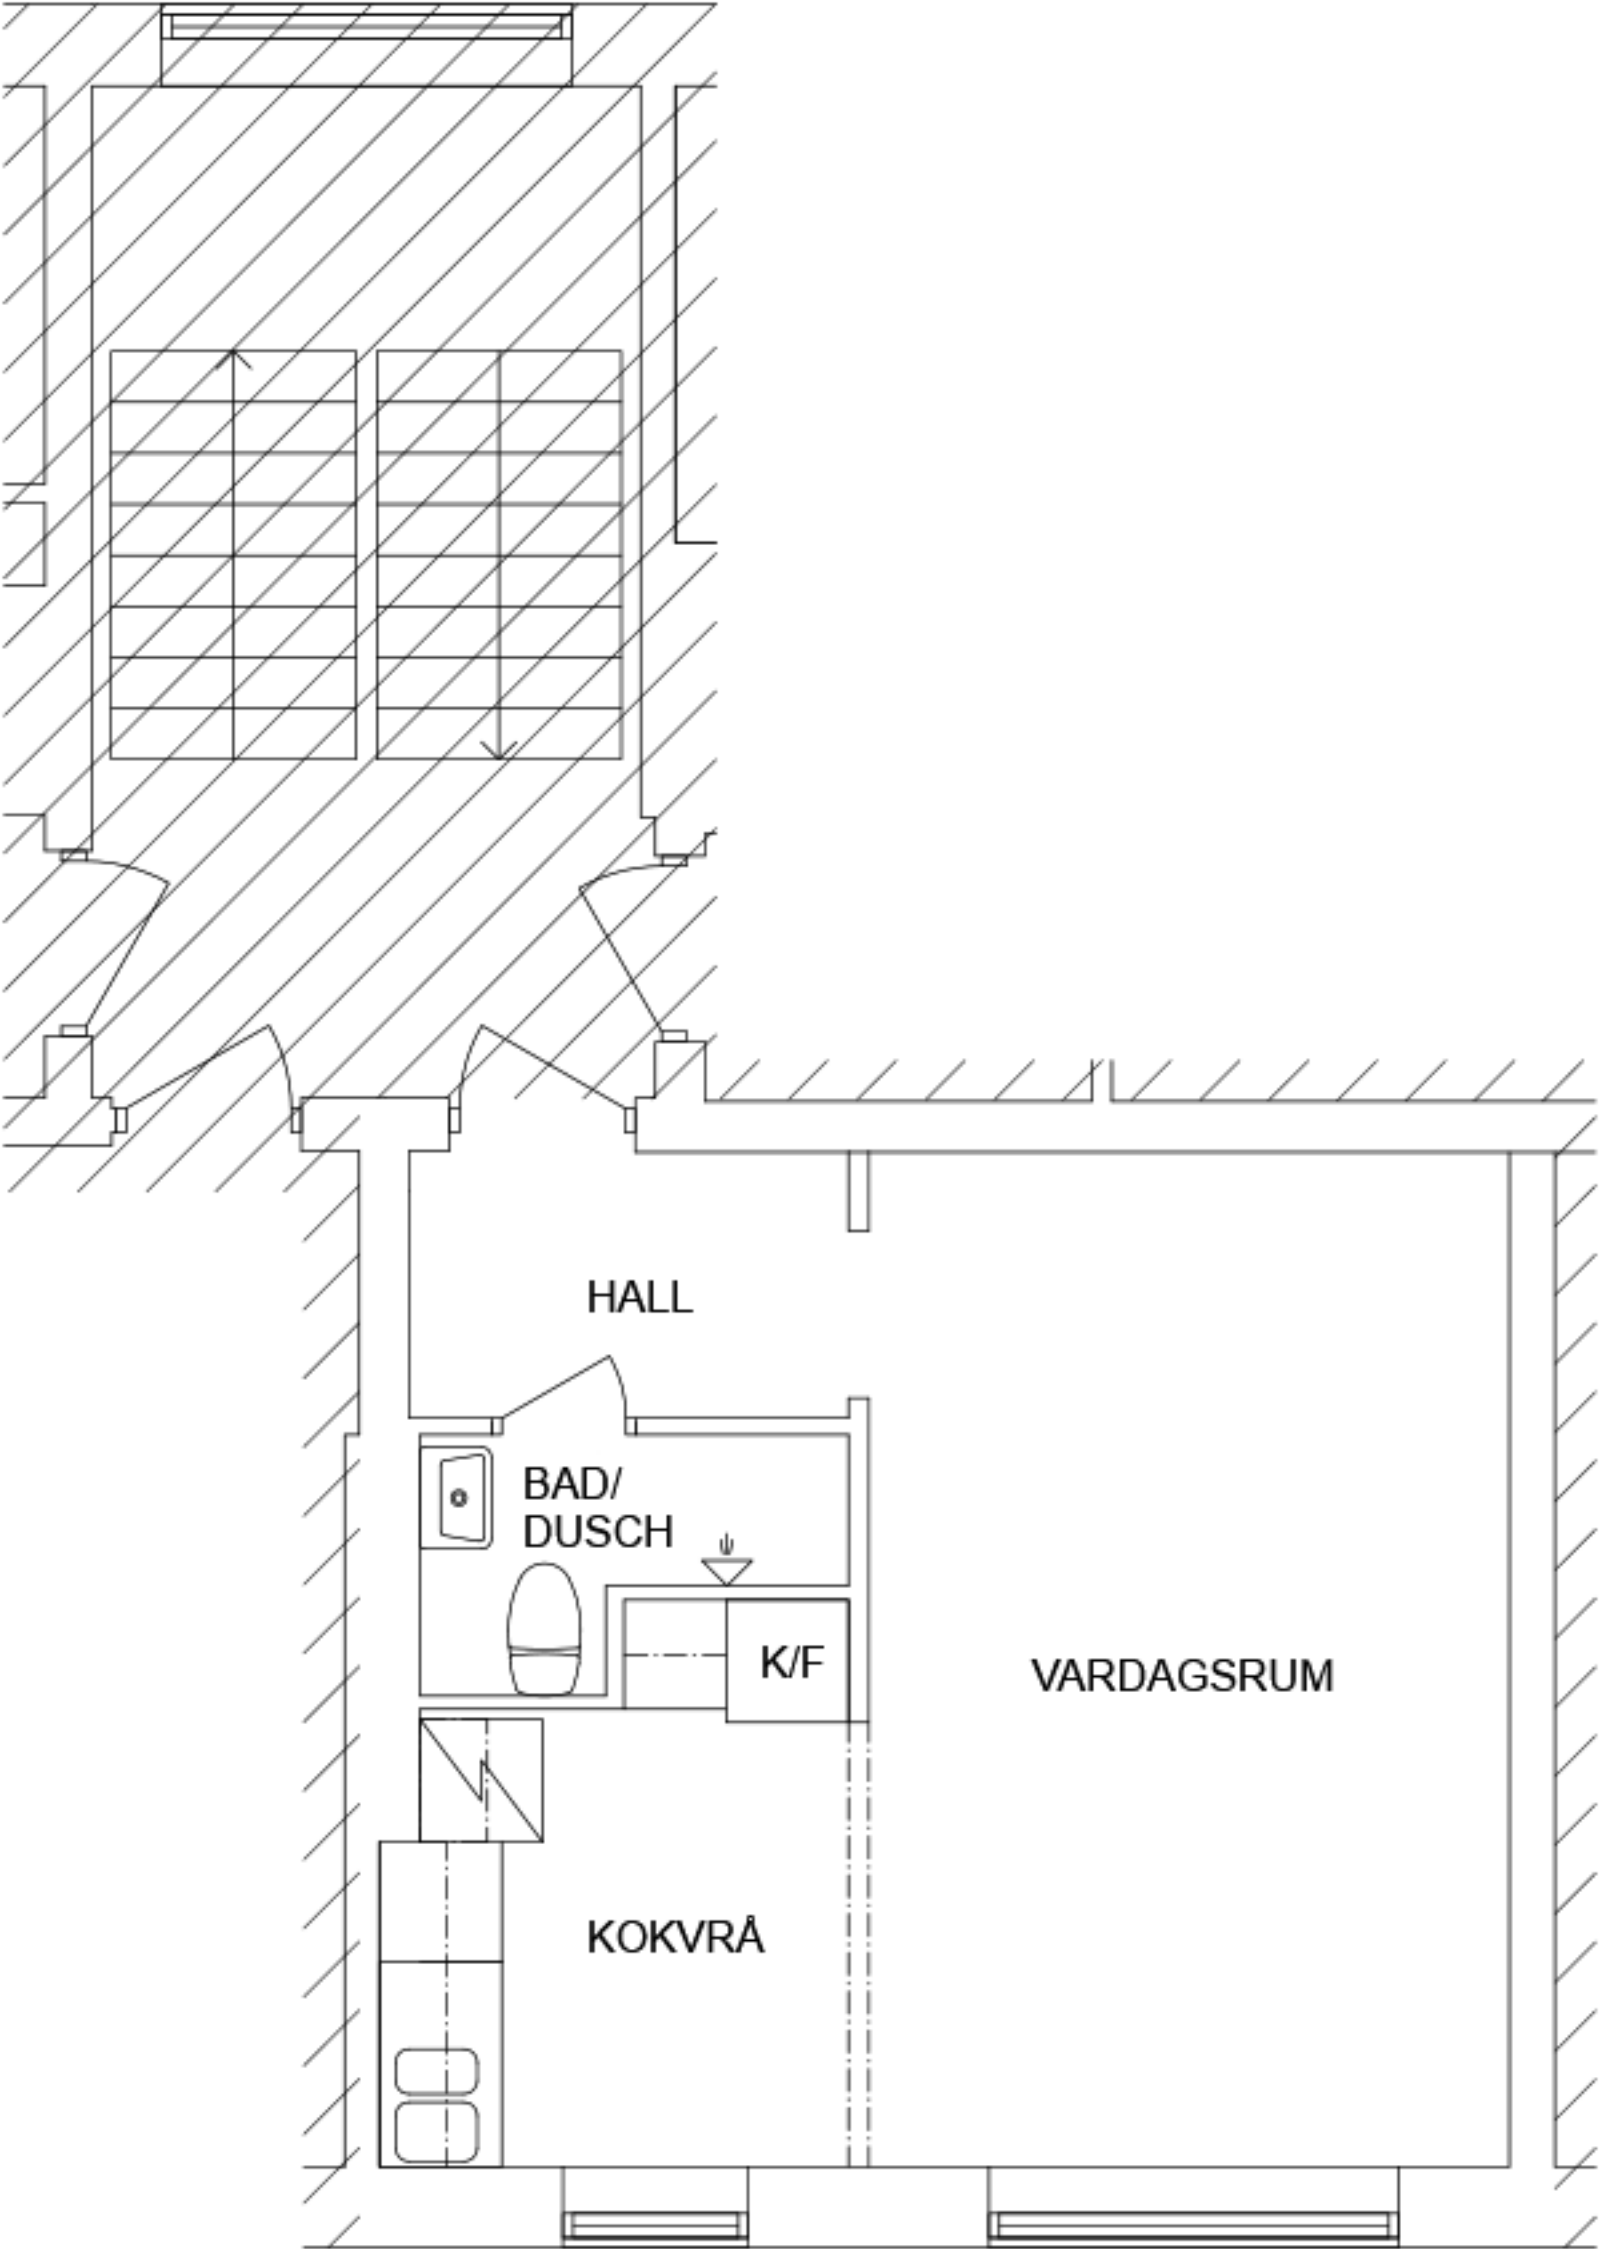 HALL
BAD/
DUSCH
K/F
VARDAGSRUM
KOKVRÅ